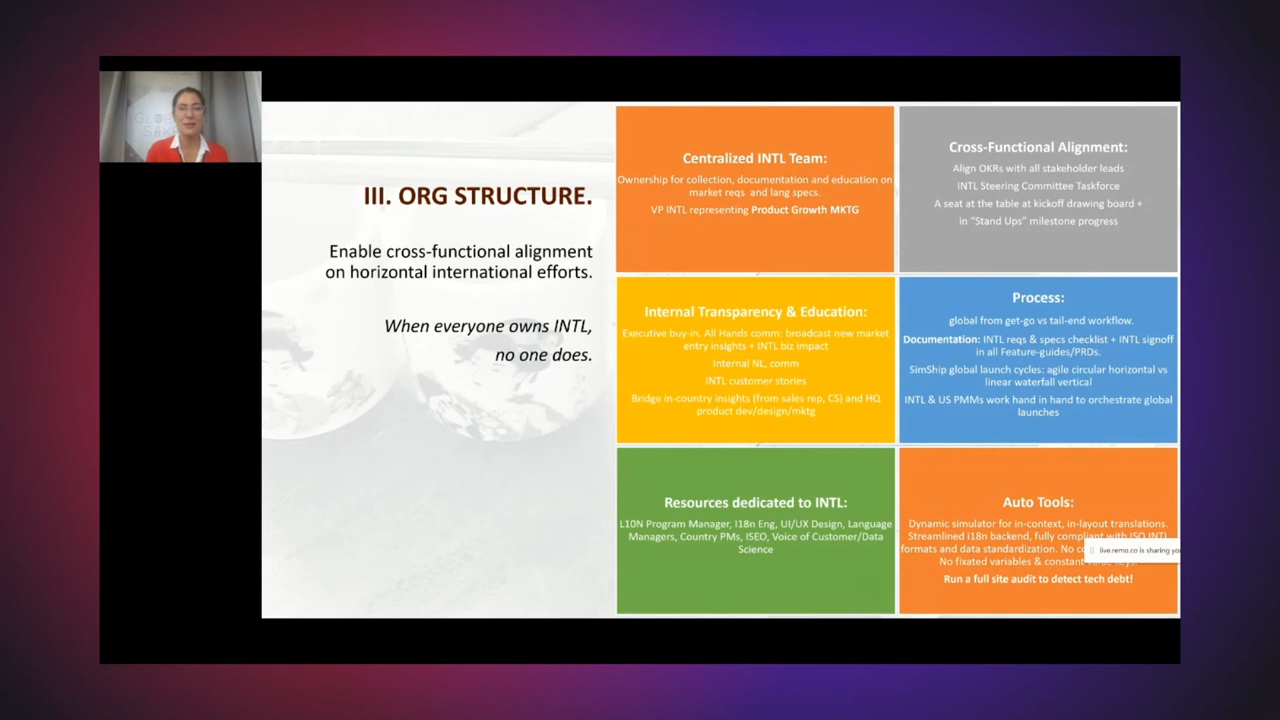 GLOB
SAKE
III. ORG STRUCTURE.
Enable cross-functional alignment
on horizontal international efforts.
When everyone owns INTL,
no one does.
Centralized INTL Team:
Ownership for collection, documentation and education on
market reqs and lang specs.
VP INTL representing Product Growth MKTG
Cross-Functional Alignment:
Align OKRs with all stakeholder leads
INTL Steering Committee Taskforce
A seat at the table at kickoff drawing board +
in “Stand Ups” milestone progress
Internal Transparency & Education:
Executive buy-in, All Hands comm: broadcast new market
entry insights + INTL biz impact
Internal NL, comm
INTL customer stories
Bridge in-country insights (from sales rep, CS) and HQ
product dev/design/mktg
Process:
global from get-go vs tail-end workflow.
Documentation: INTL reqs & specs checklist + INTL signoff
in all Feature-guides/PRDs.
SimShip global launch cycles: agile circular horizontal vs
linear waterfall vertical
INTL & US PMMs work hand in hand to orchestrate global
launches
Resources dedicated to INTL:
L10N Program Manager, I18n Eng, UI/UX Design, Language
Managers, Country PMs, ISEO, Voice of Customer/Data
Science
Auto Tools:
Dynamic simulator for in-context, in-layout translations.
Streamlined i18n backend, fully compliant with ISO INTL
formats and data standardization. No
No fixated variables & constant
Run a full site audit to detect tech debt!
live.remo.co is sharing yo